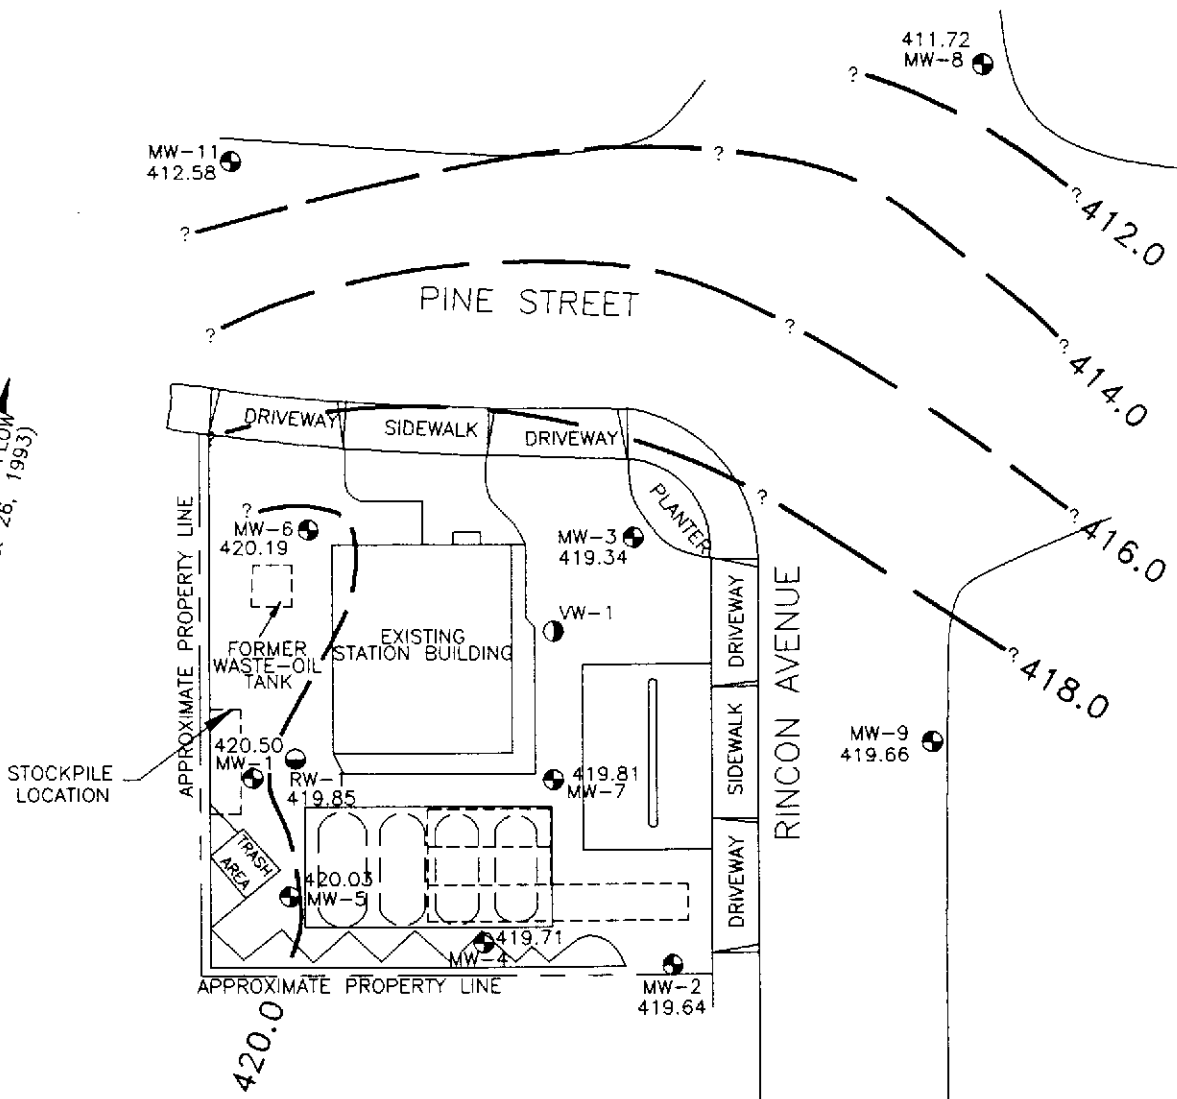 411.72
MW-8
?
MW-11
412.58
?
?
?
412.0
PINE STREET
?
?
?
414.0
FLOW
26, 1993)
DRIVEWAY
SIDEWALK
DRIVEWAY
?
PLANTER
?
416.0
?
MW-6
420.19
MW-3
419.34
VW-1
EXISTING
STATION BUILDING
FORMER
WASTE-OIL
TANK
APPROXIMATE PROPERTY LINE
DRIVEWAY
SIDEWALK
DRIVEWAY
RINCON AVENUE
?
418.0
MW-9
419.66
STOCKPILE
LOCATION
420.50
MW-1
RW-1
419.85
419.81
MW-7
TRASH
AREA
420.03
MW-5
419.71
MW-4
MW-2
419.64
APPROXIMATE PROPERTY LINE
420.0